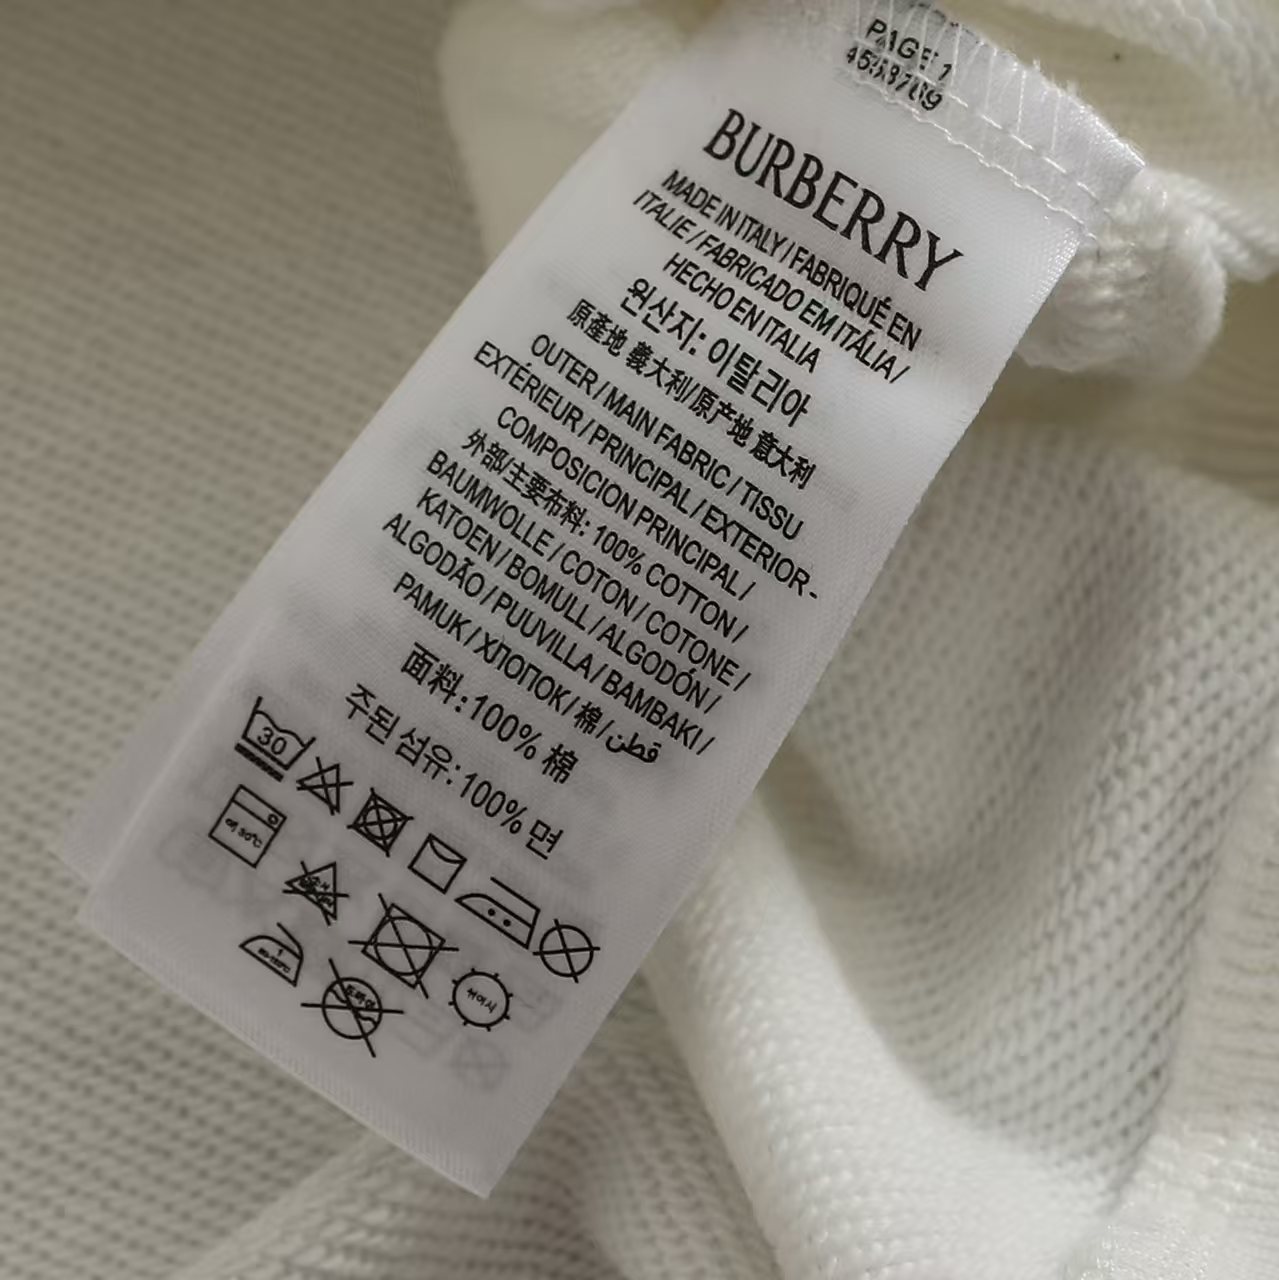 PAGE 1
BURBERRY
MADE IN ITALY / FABRIQUÉ EN
ITALIE / FABRICADO EM ITÁLIA /
HECHO EN ITALIA
원산지: 이탈리아
原產地 義大利/原产地 意大利
OUTER / MAIN FABRIC / TISSU
EXTÉRIEUR / PRINCIPAL / EXTERIOR -
COMPOSICION PRINCIPAL /
外部/主要布料: 100% COTTON /
BAUMWOLLE / COTON / COTONE /
KATOEN / BOMULL / ALGODÓN /
ALGODÃO / PUUVILLA / BAMBAKI /
PAMUK / ХЛОПОК / 棉 / قطن
面料: 100% 棉
주된 섬유: 100% 면
30